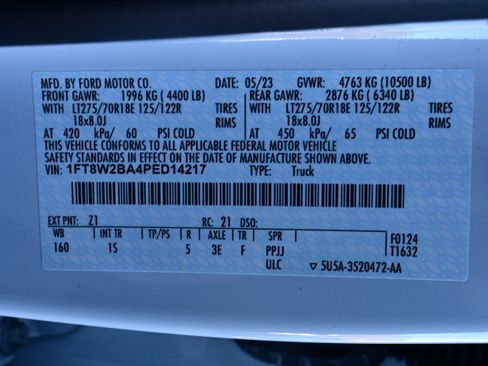 MFD. BY FORD MOTOR CO. DATE: 05/23 GVWR: 4763 KG (10500 LB)
FRONT GAWR: 1996 KG (4400 LB) REAR GAWR: 2876 KG (6340 LB)
WITH LT275/70R18E 125/122R TIRES WITH LT275/70R18E 125/122R TIRES
18x8.0J RIMS 18x8.0J RIMS
AT 420 kPa/ 60 PSI COLD AT 450 kPa/ 65 PSI COLD
THIS VEHICLE CONFORMS TO ALL APPLICABLE FEDERAL MOTOR VEHICLE
SAFETY AND THEFT PREVENTION STANDARDS IN EFFECT ON THE DATE OF MANUFACTURE SHOWN ABOVE.
VIN: 1FT8W2BA4PED14217 TYPE: Truck
EXT PNT: Z1 RC: 21 DSO:
WB INT TR TP/PS R AXLE TR SPR F0124
160 1S 5 3E F PPJJ T1632
ULC ▽ 5U5A-3520472-AA